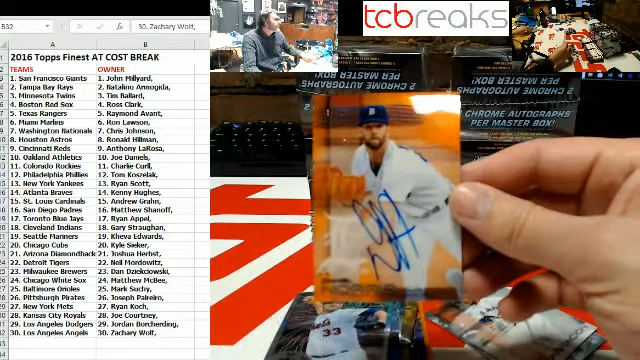 B32
30. Zachary Wolf,
A B
2016 Topps Finest AT COST BREAK
TEAMS OWNER
1. San Francisco Giants 1. John Millyard,
2. Tampa Bay Rays 2. Natalino Armogida,
3. Minnesota Twins 3. Tim Ballard,
4. Boston Red Sox 4. Ross Clark,
5. Texas Rangers 5. Raymond Avant,
6. Miami Marlins 6. Ron Lawson,
7. Washington Nationals 7. Chris Johnson,
8. Houston Astros 8. Ronald Hillman,
9. Cincinnati Reds 9. Anthony LaRosa,
10. Oakland Athletics 10. Joe Daniels,
11. Colorado Rockies 11. Charlie Curll,
12. Philadelphia Phillies 12. Tom Koszelak,
13. New York Yankees 13. Ryan Scott,
14. Atlanta Braves 14. Kenny Hughes,
15. St. Louis Cardinals 15. Andrew Grahn,
16. San Diego Padres 16. Matthew Shanoff,
17. Toronto Blue Jays 17. Ryan Appel,
18. Cleveland Indians 18. Gary Straughan,
19. Seattle Mariners 19. Kheva Edwards,
20. Chicago Cubs 20. Kyle Sieker,
21. Arizona Diamondback 21. Joshua Herbst,
22. Detroit Tigers 22. Neil Mordowitz,
23. Milwaukee Brewers 23. Dan Dziekciowski,
24. Chicago White Sox 24. Matthew McBee,
25. Baltimore Orioles 25. Mark Suchy,
26. Pittsburgh Pirates 26. Joseph Palreiro,
27. New York Mets 27. Ryan Koch,
28. Kansas City Royals 28. Joe Courtney,
29. Los Angeles Dodgers 29. Jordan Borcherding,
30. Los Angeles Angels 30. Zachary Wolf,
tcbreaks
2 CHROME AUTOGRAPHS
PER MASTER BOX!
CHROME AUTOGRAPHS
PER MASTER BOX!
33